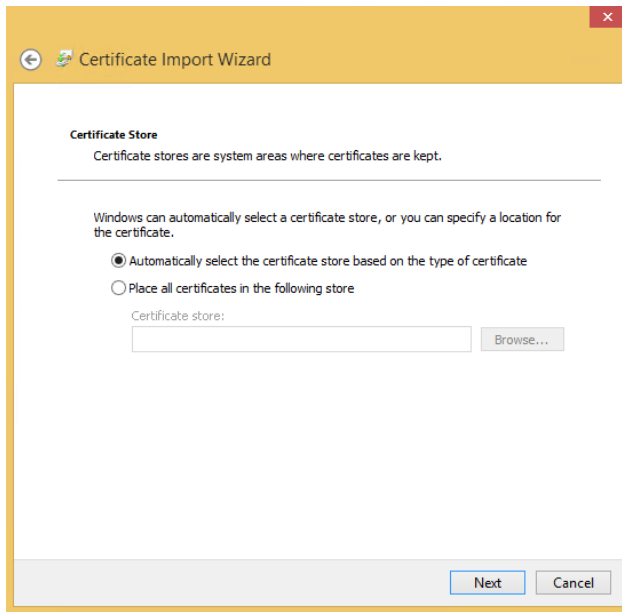 Certificate Import Wizard
Certificate Store
Certificate stores are system areas where certificates are kept.
Windows can automatically select a certificate store, or you can specify a location for
the certificate.
Automatically select the certificate store based on the type of certificate
Place all certificates in the following store
Certificate store:
Browse...
Next
Cancel